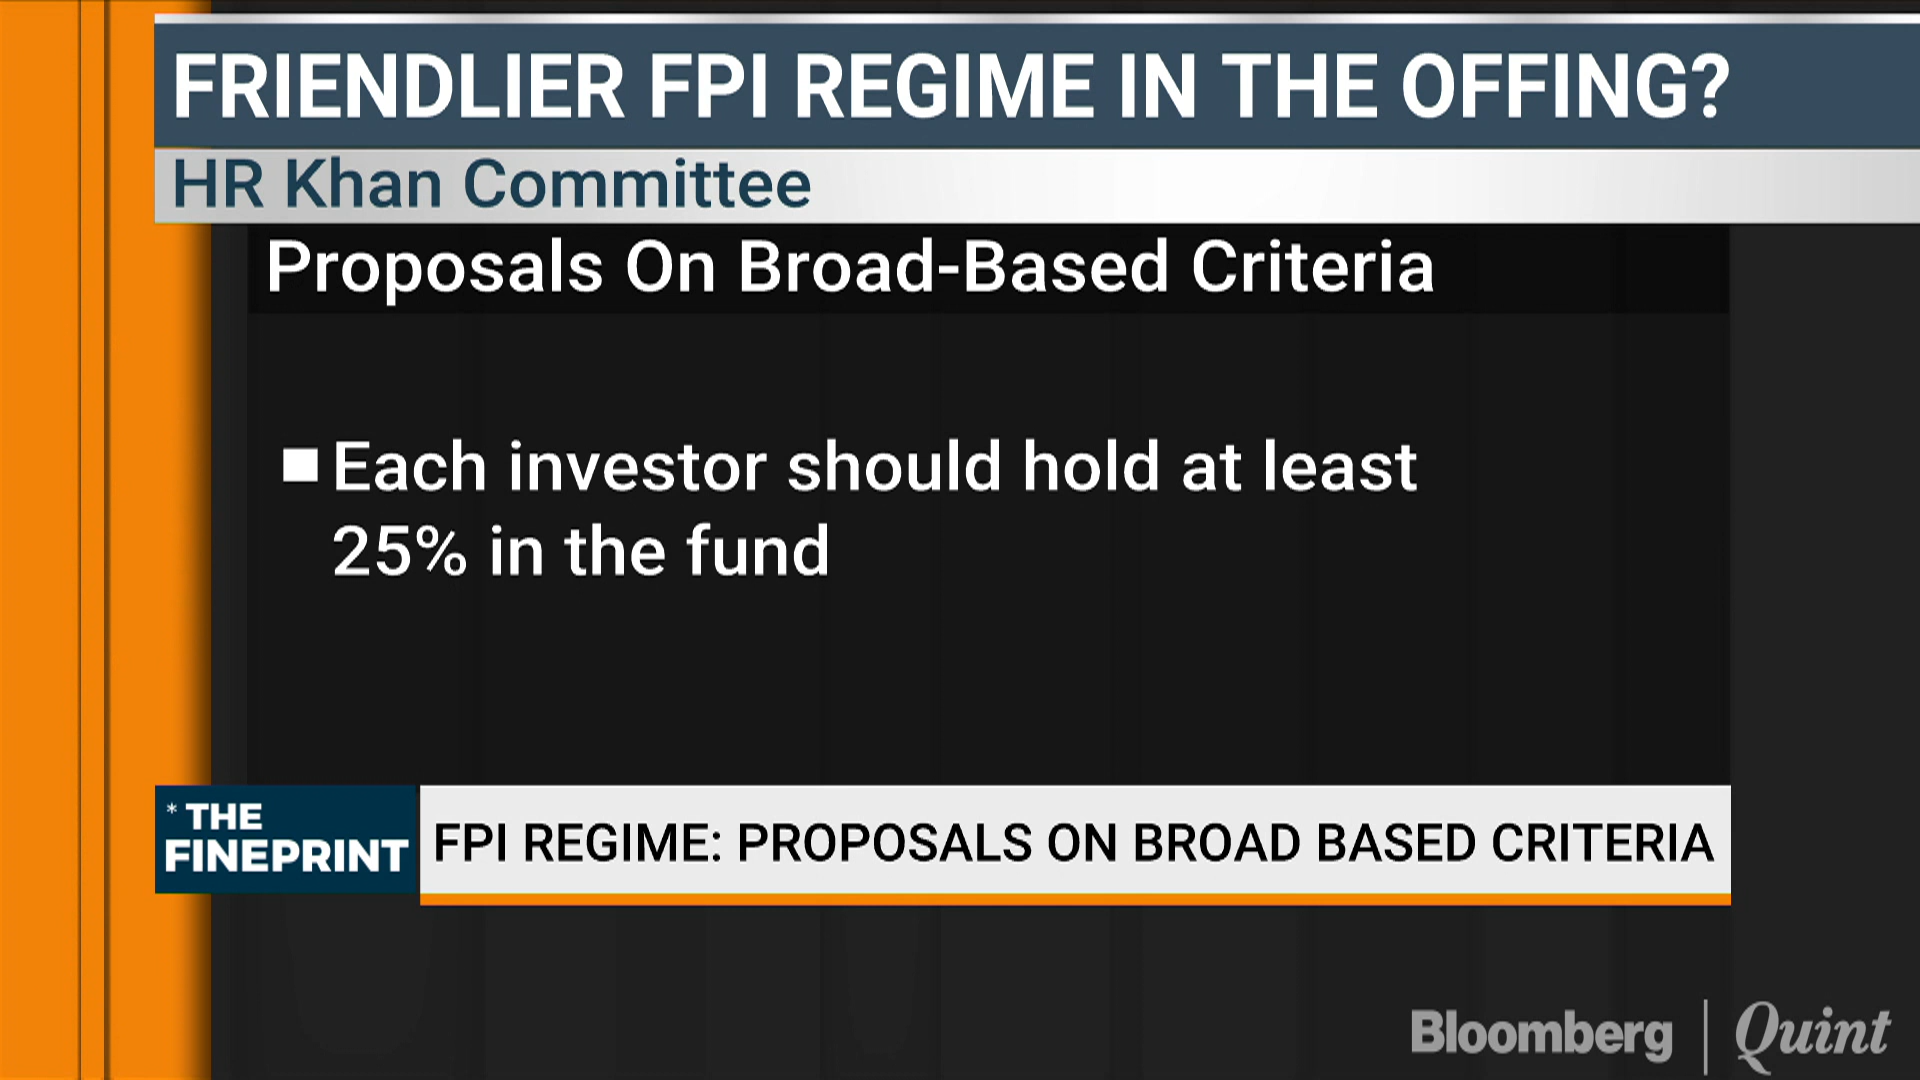 FRIENDLIER FPI REGIME IN THE OFFING?
HR Khan Committee
Proposals On Broad-Based Criteria
■ Each investor should hold at least
25% in the fund
* THE
FINEPRINT
FPI REGIME: PROPOSALS ON BROAD BASED CRITERIA
Bloomberg | Quint